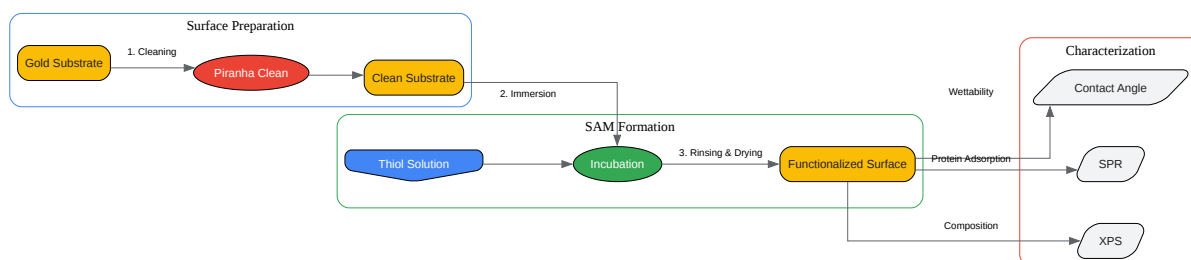 Surface Preparation
Gold Substrate
1. Cleaning
Piranha Clean
Clean Substrate
2. Immersion
SAM Formation
Thiol Solution
Incubation
3. Rinsing & Drying
Functionalized Surface
Wettability
Protein Adsorption
Composition
Characterization
Contact Angle
SPR
XPS